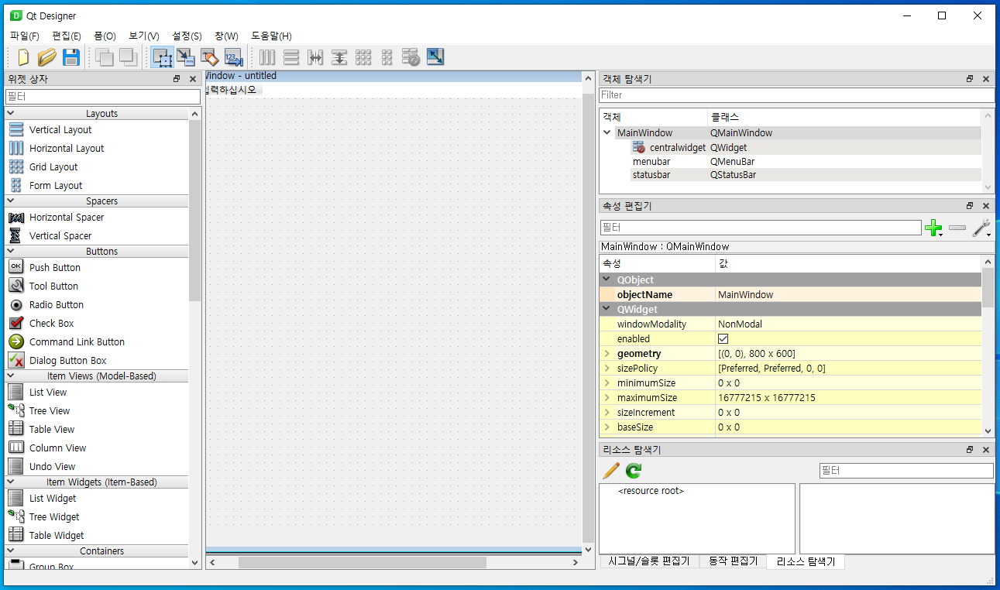 Qt Designer
파일(F) 편집(E) 폼(O) 보기(V) 설정(S) 창(W) 도움말(H)
123
위젯 상자
필터
Layouts
Vertical Layout
Horizontal Layout
Grid Layout
Form Layout
Spacers
Horizontal Spacer
Vertical Spacer
Buttons
OK Push Button
Tool Button
Radio Button
Check Box
Command Link Button
Dialog Button Box
Item Views (Model-Based)
List View
Tree View
Table View
Column View
Undo View
Item Widgets (Item-Based)
List Widget
Tree Widget
Table Widget
Containers
Group Box
Window - untitled
입력하십시오
객체 탐색기
Filter
객체 클래스
MainWindow QMainWindow
centralwidget QWidget
menubar QMenuBar
statusbar QStatusBar
속성 편집기
필터
MainWindow : QMainWindow
속성 값
QObject
objectName MainWindow
QWidget
windowModality NonModal
enabled
geometry [(0, 0), 800 x 600]
sizePolicy [Preferred, Preferred, 0, 0]
minimumSize 0 x 0
maximumSize 16777215 x 16777215
sizeIncrement 0 x 0
baseSize 0 x 0
리소스 탐색기
필터
<resource root>
시그널/슬롯 편집기 동작 편집기 리소스 탐색기